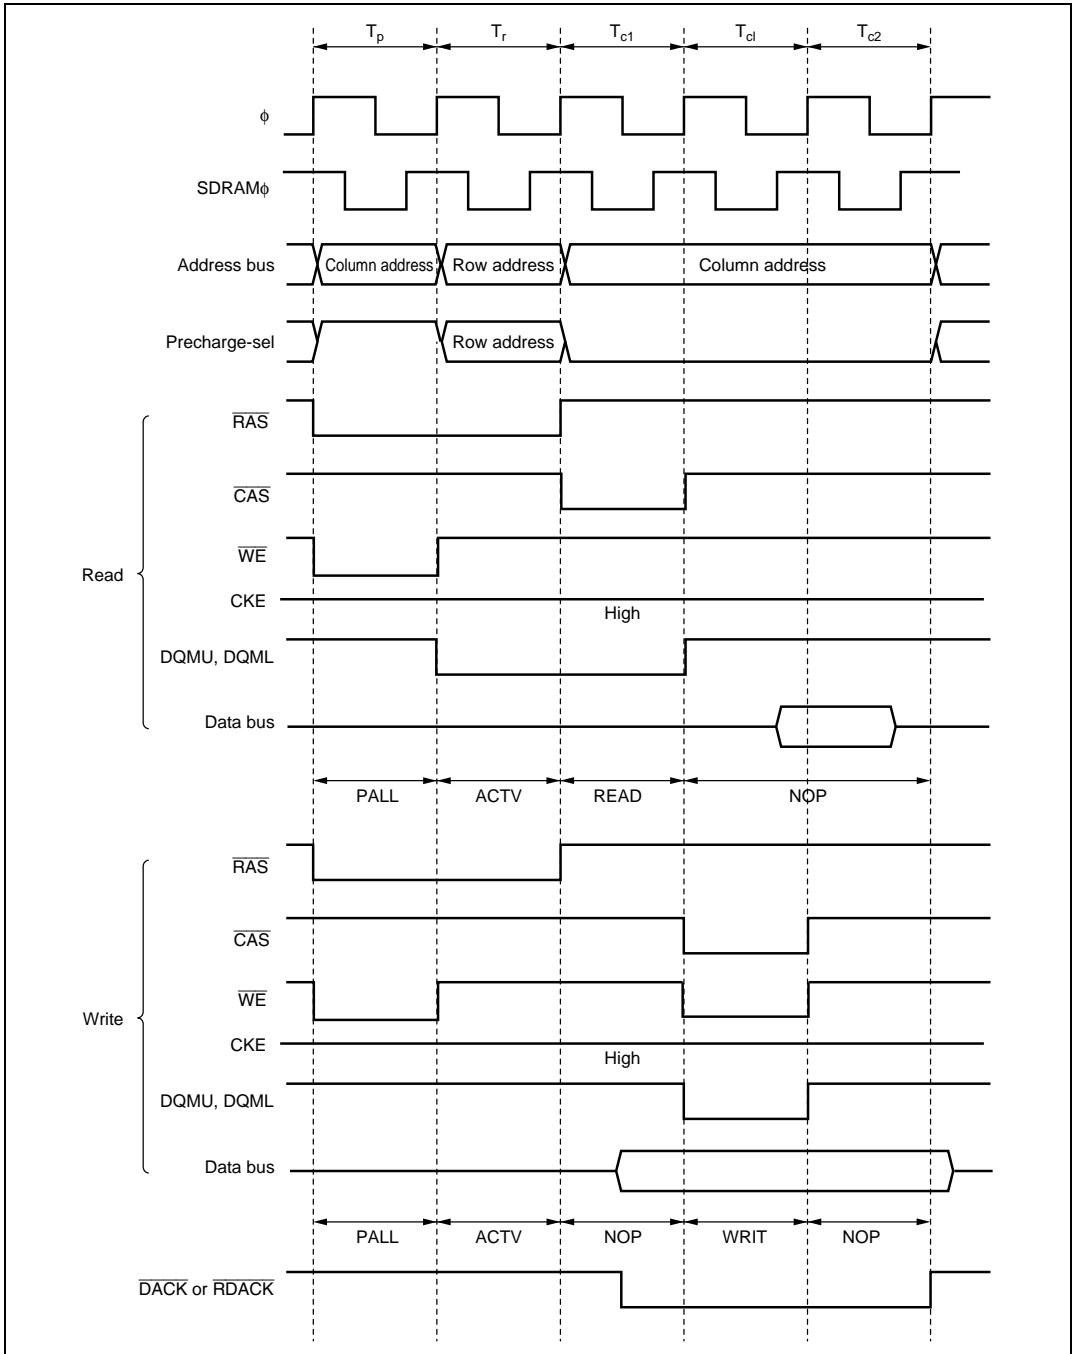 Tp Tr Tc1 Tcl Tc2
ϕ
SDRAMϕ
Address bus Column address Row address Column address
Precharge-sel Row address
RAS
CAS
WE
Read
CKE High
DQMU, DQML
Data bus
PALL ACTV READ NOP
RAS
CAS
WE
Write
CKE High
DQMU, DQML
Data bus
PALL ACTV NOP WRIT NOP
DACK or RDACK